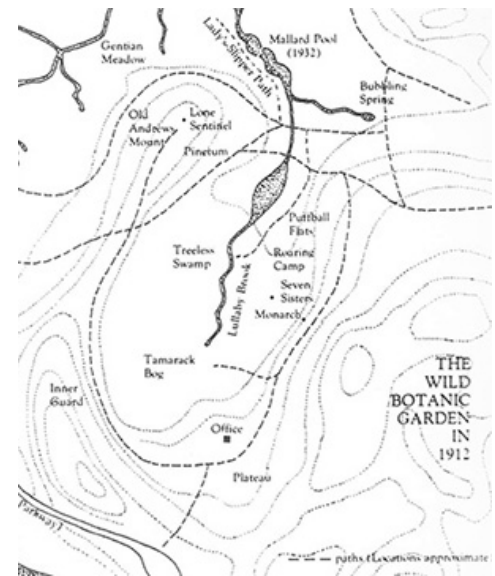 Gentian
Meadow
Lady's-Slipper Path
Mallard Pool
(1932)
Bubbling
Spring
Old
Andrews
Mount
Lone
Sentinel
Pinetum
Puffball
Flats
Treeless
Swamp
Roaring
Camp
Lullaby Brook
Seven
Sisters
Monarch
Tamarack
Bog
Inner
Guard
THE
WILD
BOTANIC
GARDEN
IN
1912
Office
Plateau
(Parkway)
paths (Locations approximate)